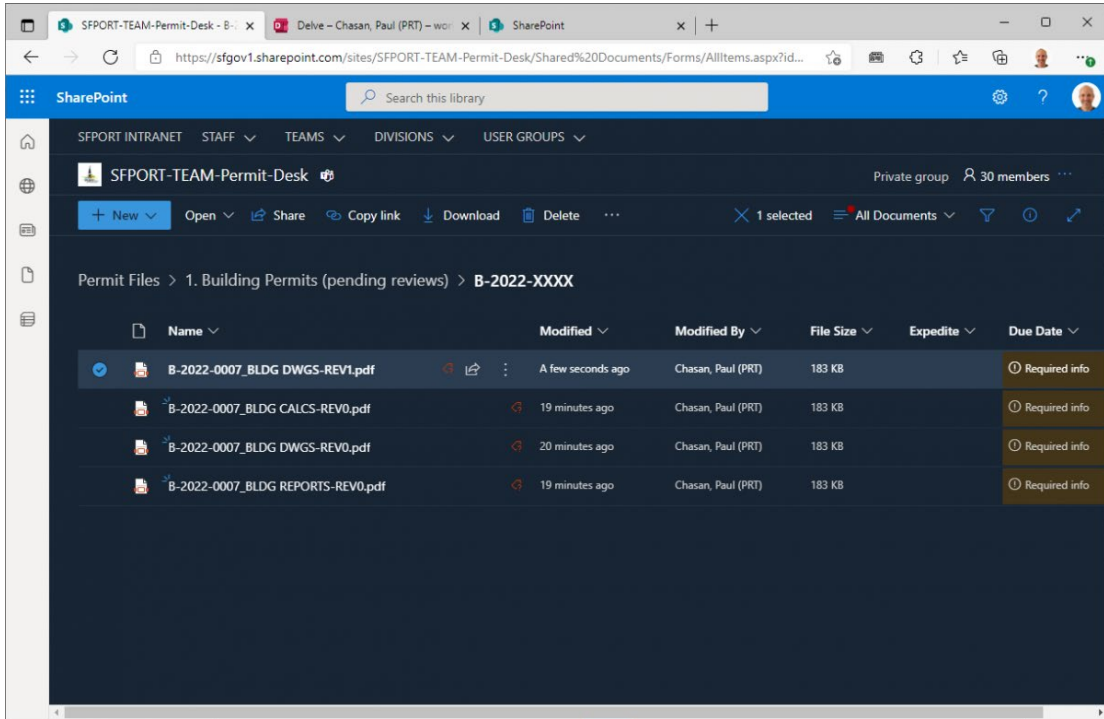 SFPORT-TEAM-Permit-Desk - B-2
Delve – Chasan, Paul (PRT) – wor
SharePoint
https://sfgov1.sharepoint.com/sites/SFPORT-TEAM-Permit-Desk/Shared%20Documents/Forms/AllItems.aspx?id...
SharePoint
Search this library
SFPORT INTRANET STAFF TEAMS DIVISIONS USER GROUPS
SFPORT-TEAM-Permit-Desk Private group 30 members
+ New Open Share Copy link Download Delete ... 1 selected All Documents
Permit Files > 1. Building Permits (pending reviews) > B-2022-XXXX
Name Modified Modified By File Size Expedite Due Date
B-2022-0007_BLDG DWGS-REV1.pdf A few seconds ago Chasan, Paul (PRT) 183 KB Required info
B-2022-0007_BLDG CALCS-REV0.pdf 19 minutes ago Chasan, Paul (PRT) 183 KB Required info
B-2022-0007_BLDG DWGS-REV0.pdf 20 minutes ago Chasan, Paul (PRT) 183 KB Required info
B-2022-0007_BLDG REPORTS-REV0.pdf 19 minutes ago Chasan, Paul (PRT) 183 KB Required info